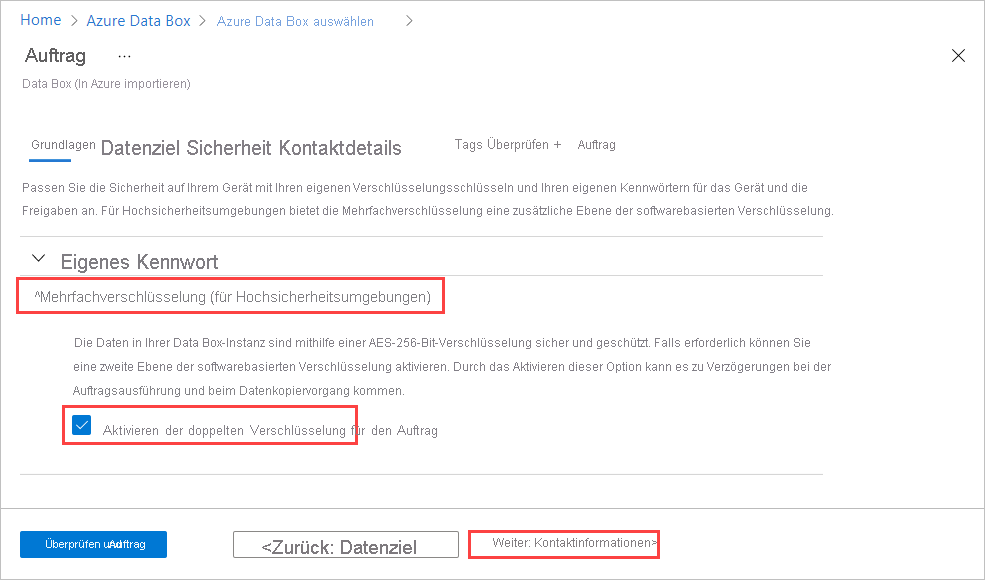 Home > Azure Data Box > Azure Data Box auswählen >
Auftrag ...
Data Box (In Azure importieren)
Grundlagen Datenziel Sicherheit Kontaktdetails Tags Überprüfen + Auftrag
Passen Sie die Sicherheit auf Ihrem Gerät mit Ihren eigenen Verschlüsselungsschlüsseln und Ihren eigenen Kennwörtern für das Gerät und die
Freigaben an. Für Hochsicherheitsumgebungen bietet die Mehrfachverschlüsselung eine zusätzliche Ebene der softwarebasierten Verschlüsselung.
Eigenes Kennwort
^Mehrfachverschlüsselung (für Hochsicherheitsumgebungen)
Die Daten in Ihrer Data Box-Instanz sind mithilfe einer AES-256-Bit-Verschlüsselung sicher und geschützt. Falls erforderlich können Sie
eine zweite Ebene der softwarebasierten Verschlüsselung aktivieren. Durch das Aktivieren dieser Option kann es zu Verzögerungen bei der
Auftragsausführung und beim Datenkopiervorgang kommen.
Aktivieren der doppelten Verschlüsselung für den Auftrag
Überprüfen und Auftrag <Zurück: Datenziel Weiter: Kontaktinformationen>